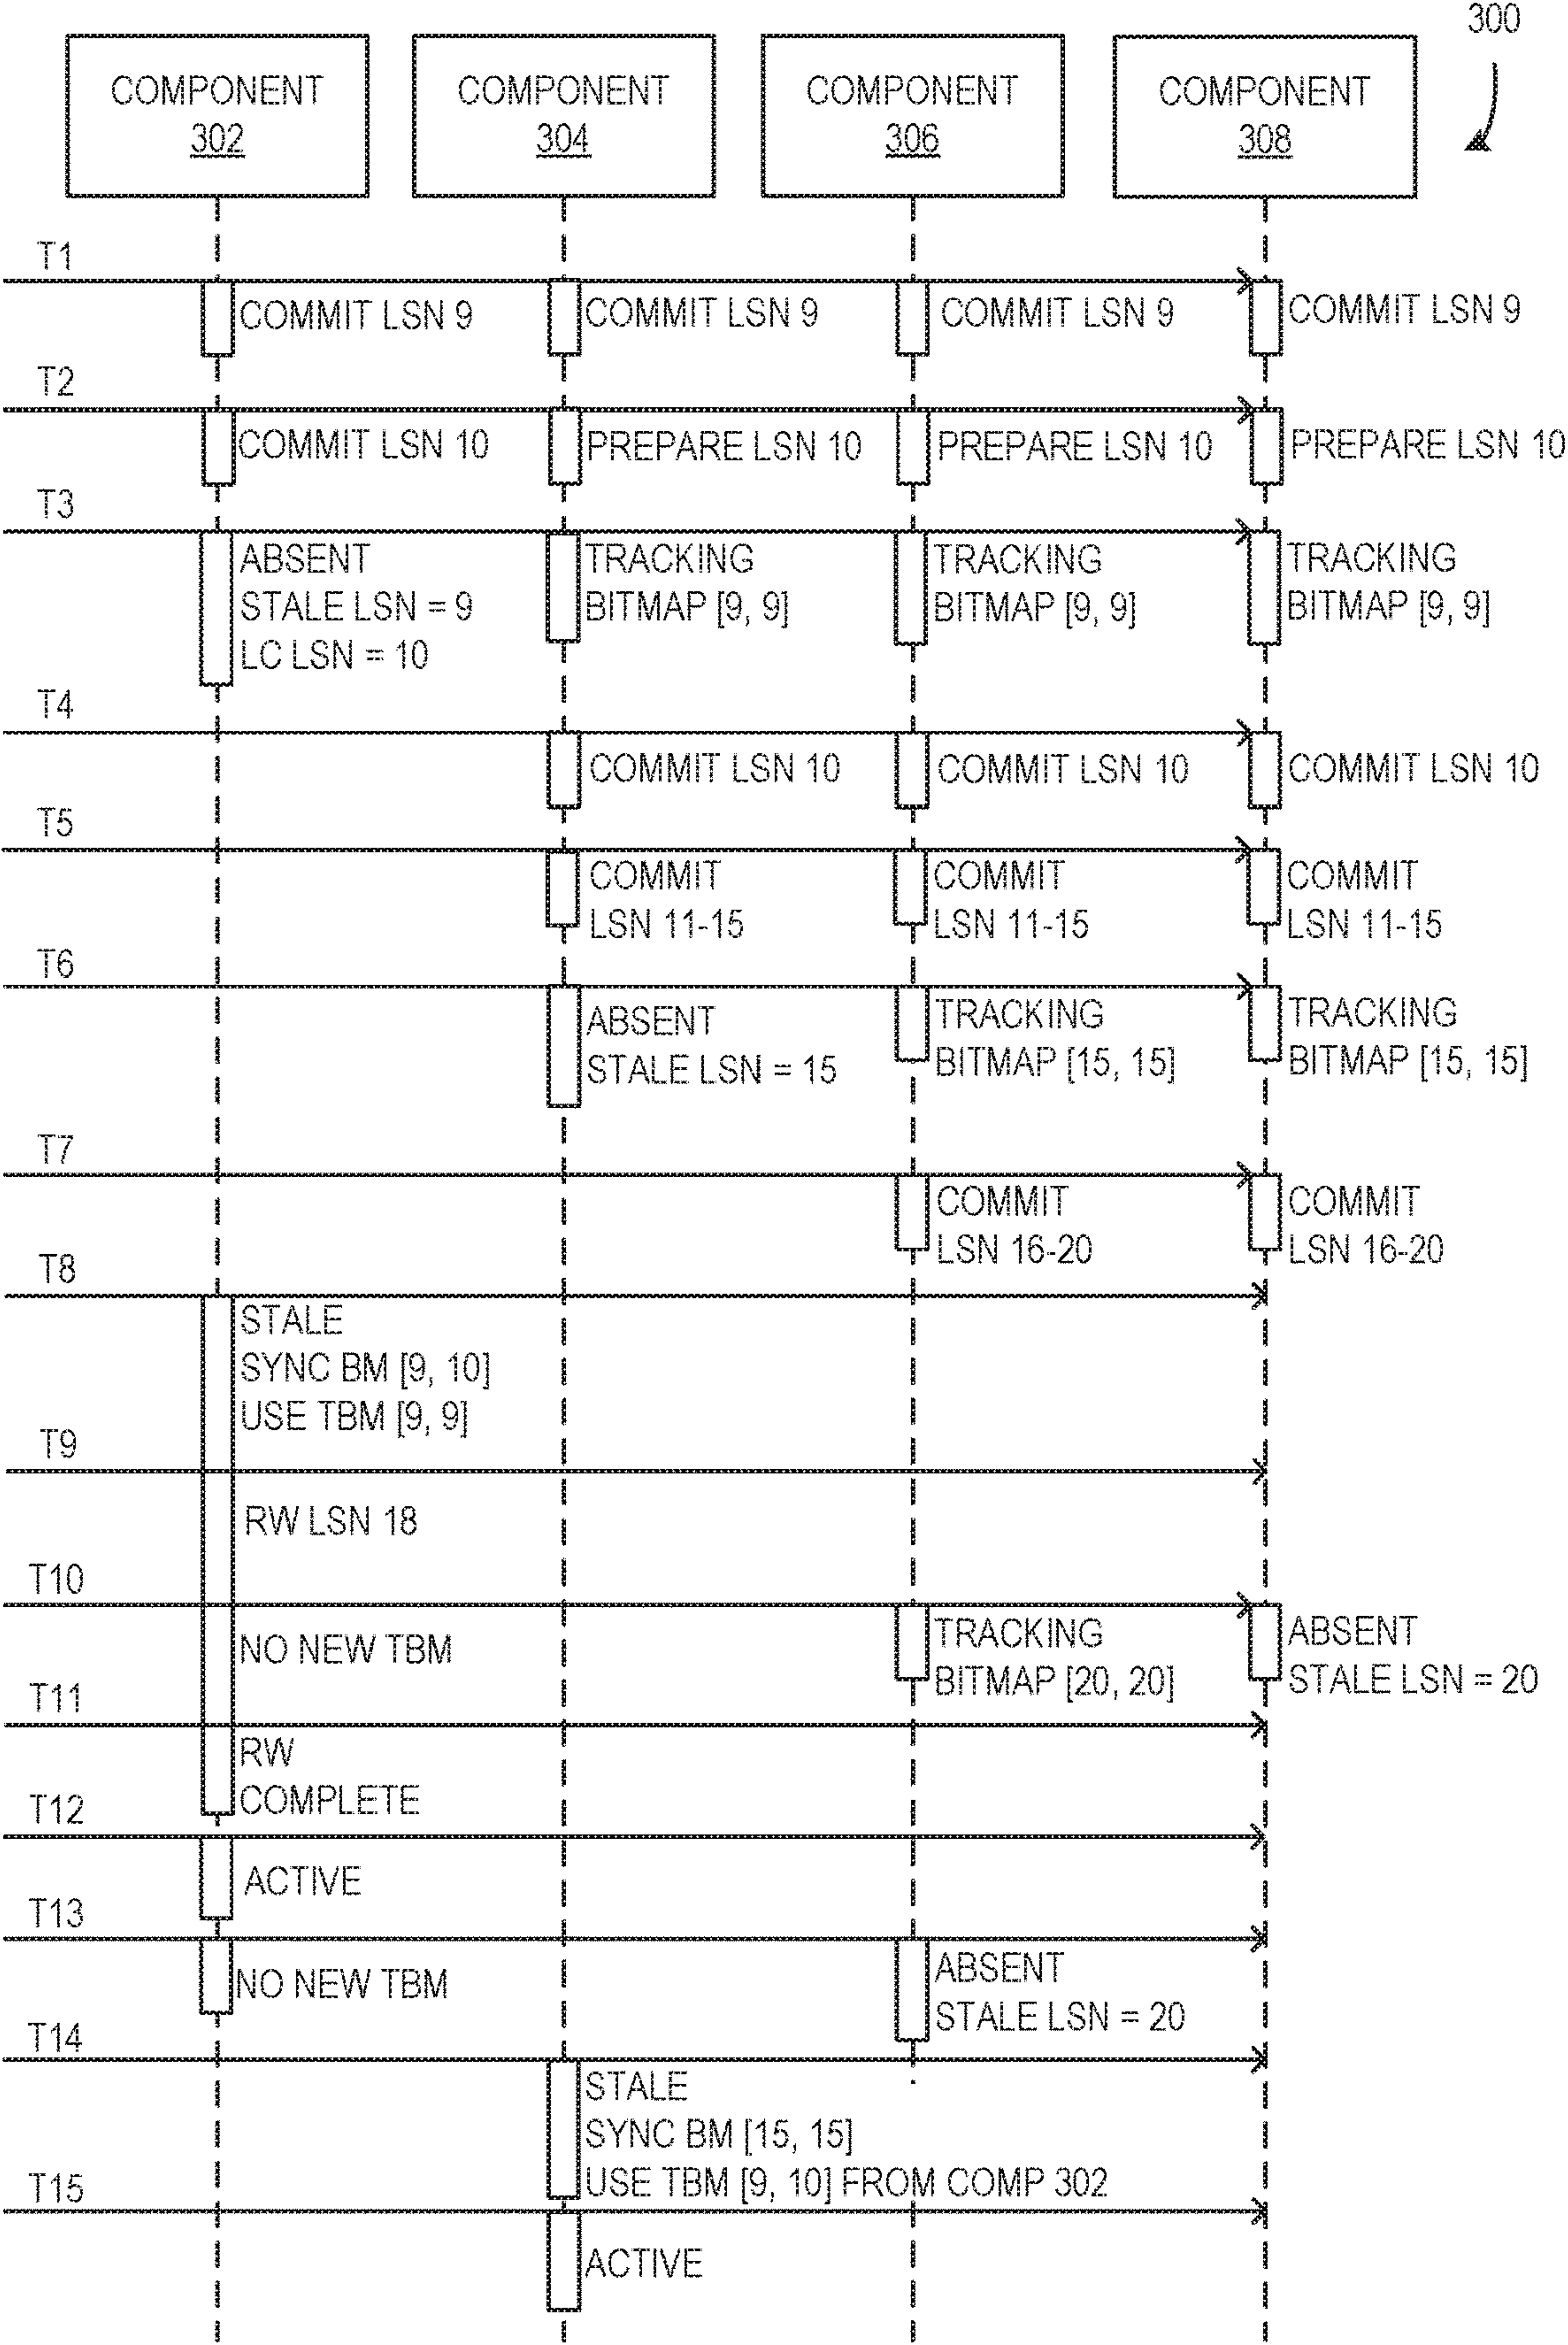 300
COMPONENT
302
COMPONENT
304
COMPONENT
306
COMPONENT
308
T1
COMMIT LSN 9
COMMIT LSN 9
COMMIT LSN 9
COMMIT LSN 9
T2
COMMIT LSN 10
PREPARE LSN 10
PREPARE LSN 10
PREPARE LSN 10
T3
ABSENT
STALE LSN = 9
LC LSN = 10
TRACKING
BITMAP [9, 9]
TRACKING
BITMAP [9, 9]
TRACKING
BITMAP [9, 9]
T4
COMMIT LSN 10
COMMIT LSN 10
COMMIT LSN 10
T5
COMMIT
LSN 11-15
COMMIT
LSN 11-15
COMMIT
LSN 11-15
T6
ABSENT
STALE LSN = 15
TRACKING
BITMAP [15, 15]
TRACKING
BITMAP [15, 15]
T7
COMMIT
LSN 16-20
COMMIT
LSN 16-20
T8
STALE
SYNC BM [9, 10]
USE TBM [9, 9]
T9
RW LSN 18
T10
NO NEW TBM
TRACKING
BITMAP [20, 20]
ABSENT
STALE LSN = 20
T11
RW
COMPLETE
T12
ACTIVE
T13
NO NEW TBM
ABSENT
STALE LSN = 20
T14
STALE
SYNC BM [15, 15]
USE TBM [9, 10] FROM COMP 302
T15
ACTIVE